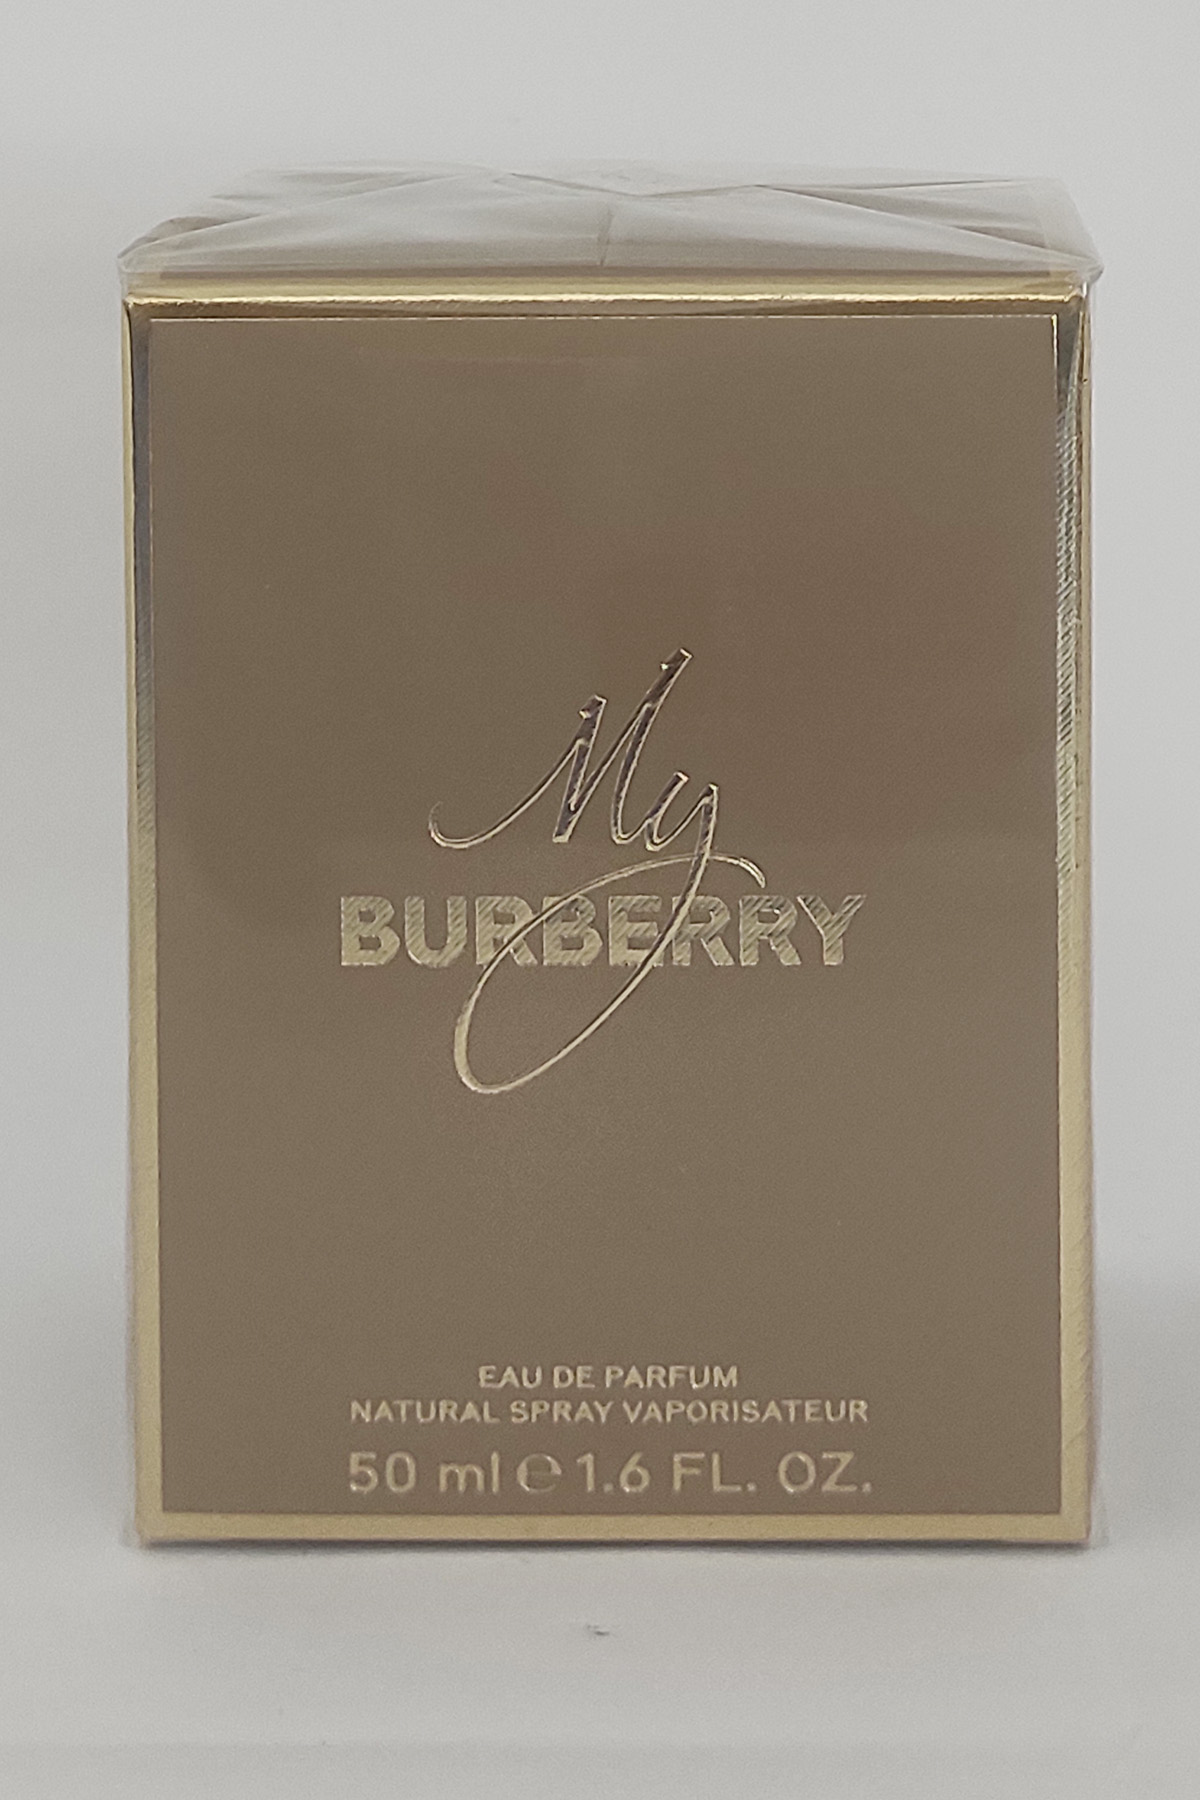 My
BURBERRY
EAU DE PARFUM
NATURAL SPRAY VAPORISATEUR
50 ml ℮ 1.6 FL. OZ.